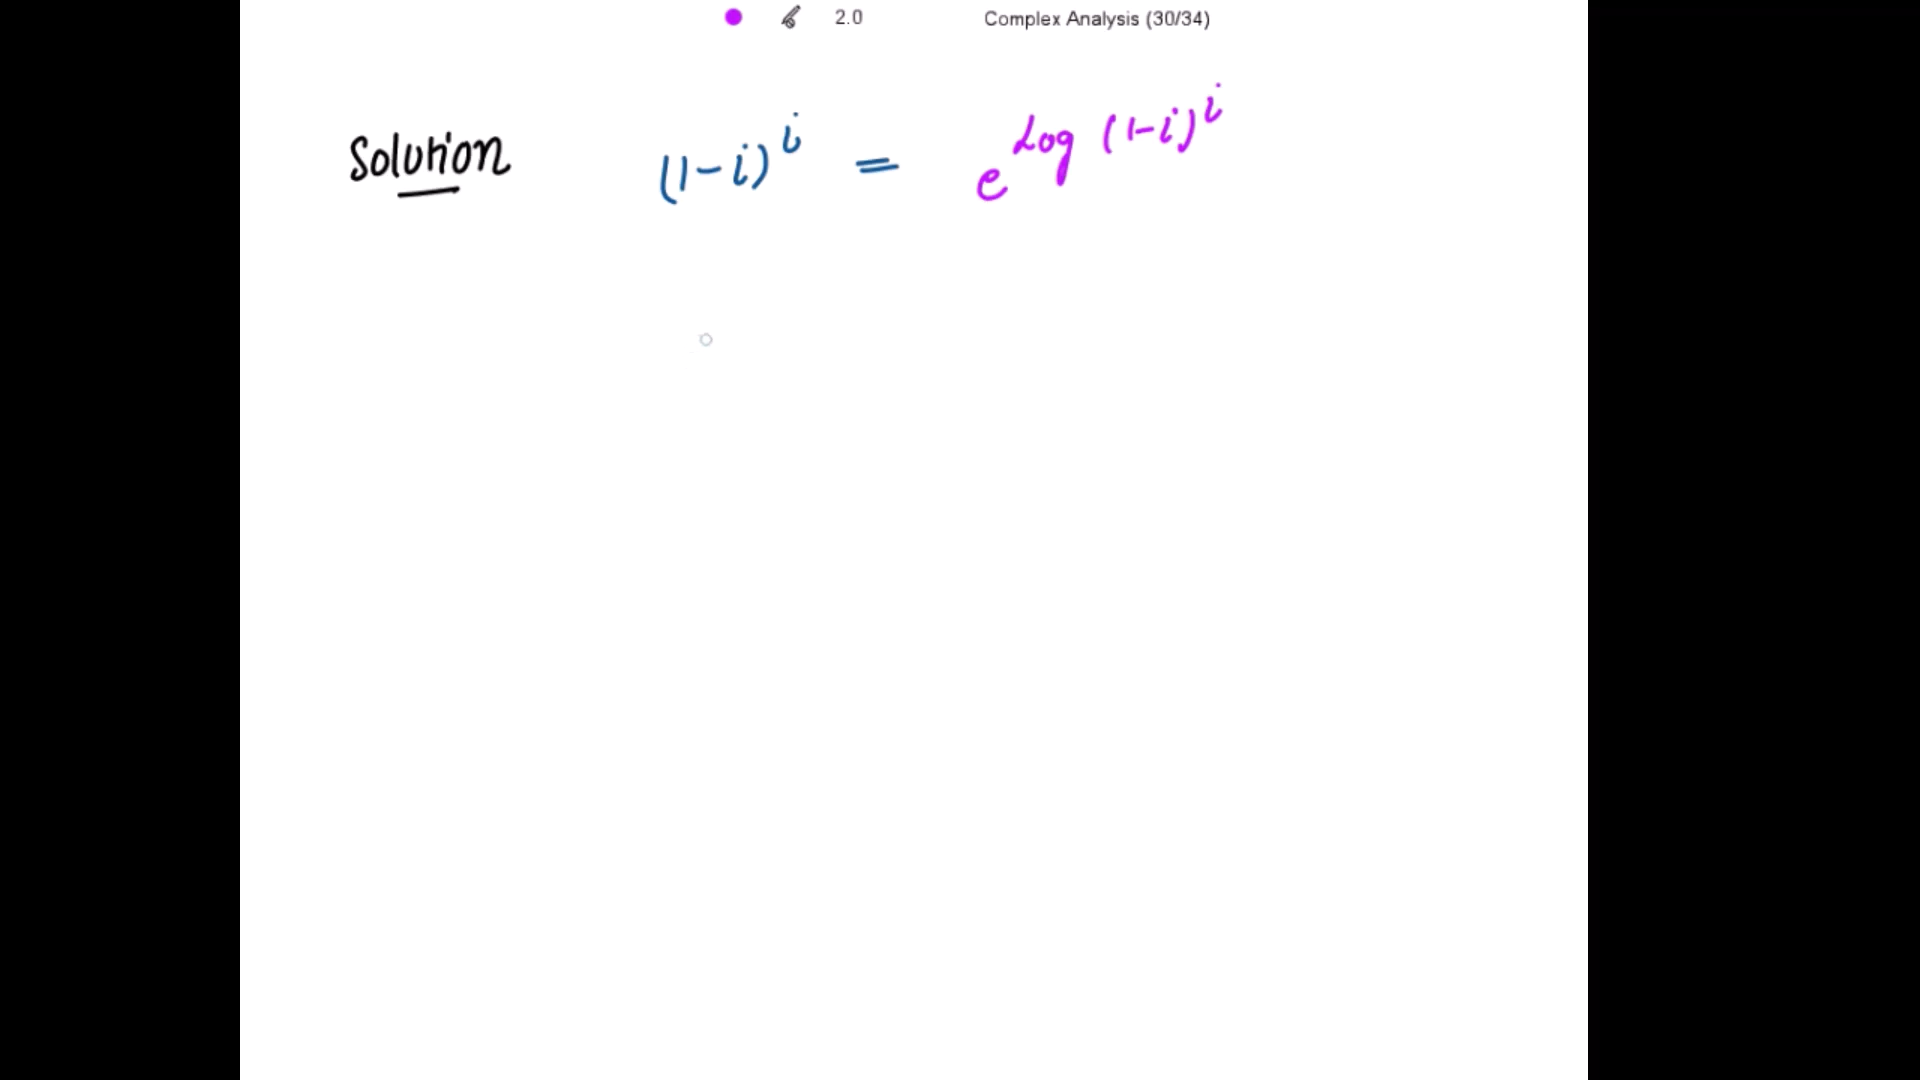 2.0 Complex Analysis (30/34)
Solution (1-i)^i = e^{Log (1-i)^i}